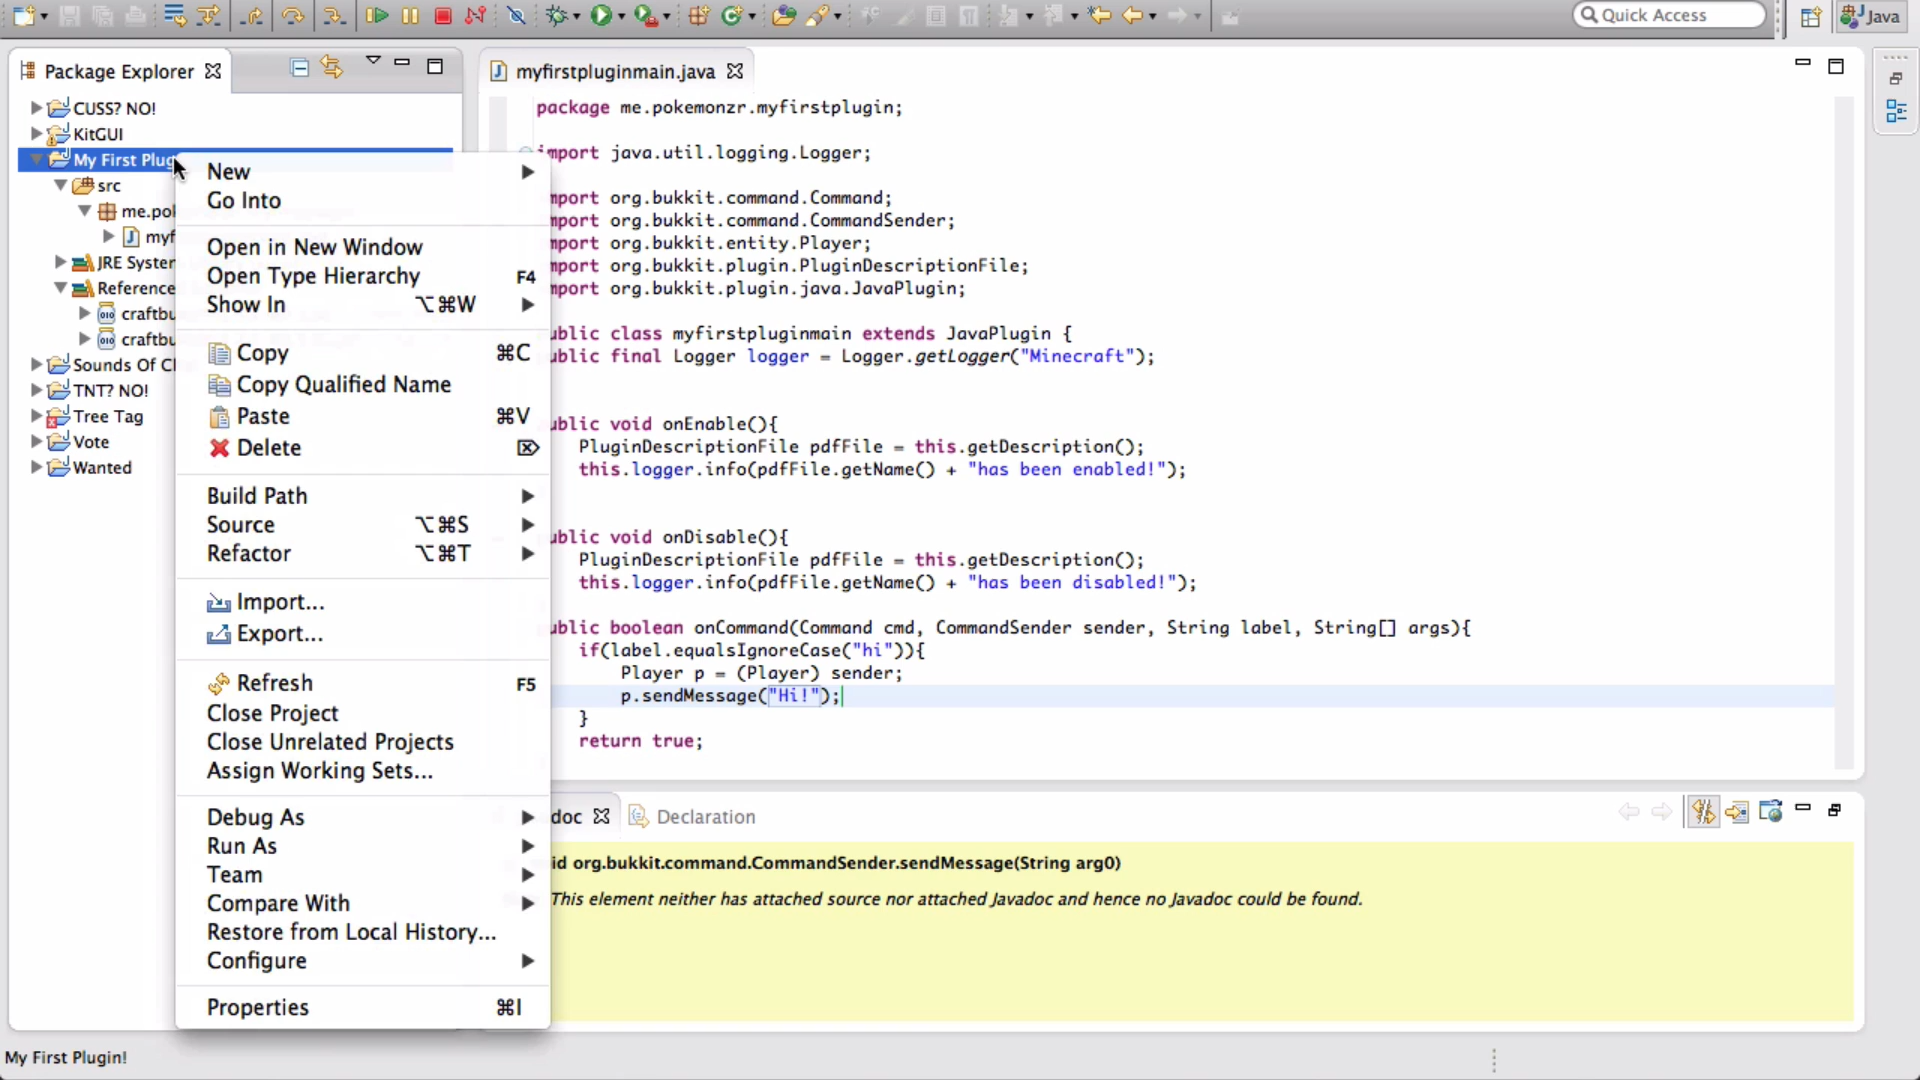 Quick Access
Java
Package Explorer
CUSS? NO!
KitGUI
My First Plug
src
me.pok
myf
JRE System
Reference
craftbu
craftbu
Sounds Of Cl
TNT? NO!
Tree Tag
Vote
Wanted
New
Go Into
Open in New Window
Open Type Hierarchy F4
Show In ⌥⌘W
Copy ⌘C
Copy Qualified Name
Paste ⌘V
Delete ⌦
Build Path
Source ⌥⌘S
Refactor ⌥⌘T
Import...
Export...
Refresh F5
Close Project
Close Unrelated Projects
Assign Working Sets...
Debug As
Run As
Team
Compare With
Restore from Local History...
Configure
Properties ⌘I
myfirstpluginmain.java
package me.pokemonzr.myfirstplugin;
import java.util.logging.Logger;
mport org.bukkit.command.Command;
mport org.bukkit.command.CommandSender;
mport org.bukkit.entity.Player;
mport org.bukkit.plugin.PluginDescriptionFile;
mport org.bukkit.plugin.java.JavaPlugin;
ublic class myfirstpluginmain extends JavaPlugin {
ublic final Logger logger = Logger.getLogger("Minecraft");
ublic void onEnable(){
PluginDescriptionFile pdfFile = this.getDescription();
this.logger.info(pdfFile.getName() + "has been enabled!");
ublic void onDisable(){
PluginDescriptionFile pdfFile = this.getDescription();
this.logger.info(pdfFile.getName() + "has been disabled!");
ublic boolean onCommand(Command cmd, CommandSender sender, String label, String[] args){
if(label.equalsIgnoreCase("hi")){
Player p = (Player) sender;
p.sendMessage("Hi!");
}
return true;
doc
Declaration
id org.bukkit.command.CommandSender.sendMessage(String arg0)
This element neither has attached source nor attached Javadoc and hence no Javadoc could be found.
My First Plugin!